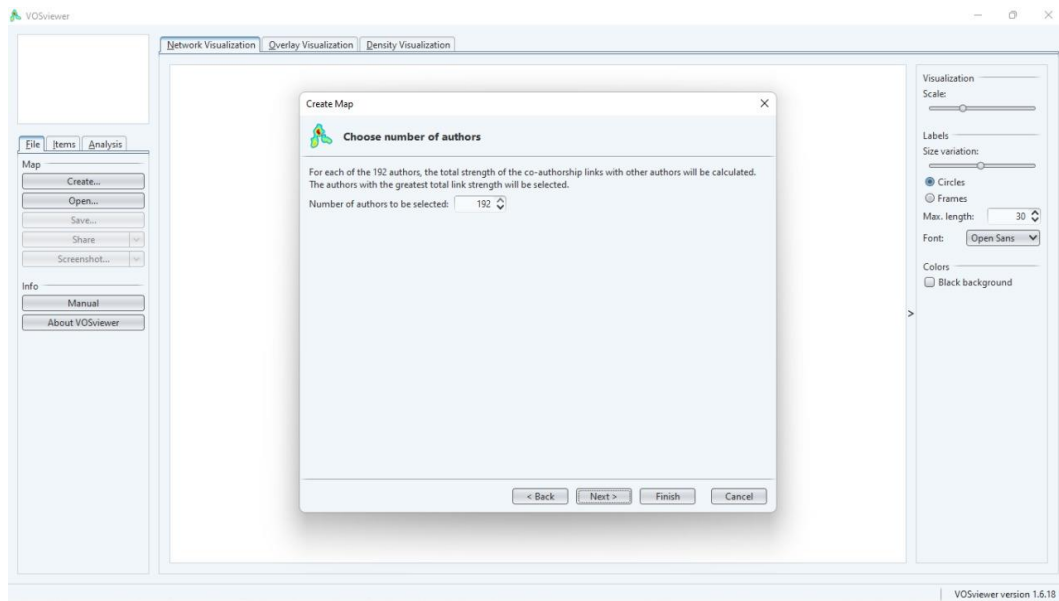 VOSviewer
Network Visualization Overlay Visualization Density Visualization
File Items Analysis
Map
Create...
Open...
Save...
Share
Screenshot...
Info
Manual
About VOSviewer
Create Map
Choose number of authors
For each of the 192 authors, the total strength of the co-authorship links with other authors will be calculated.
The authors with the greatest total link strength will be selected.
Number of authors to be selected: 192
< Back Next > Finish Cancel
>
Visualization
Scale:
Labels
Size variation:
Circles
Frames
Max. length: 30
Font: Open Sans
Colors
Black background
VOSviewer version 1.6.18